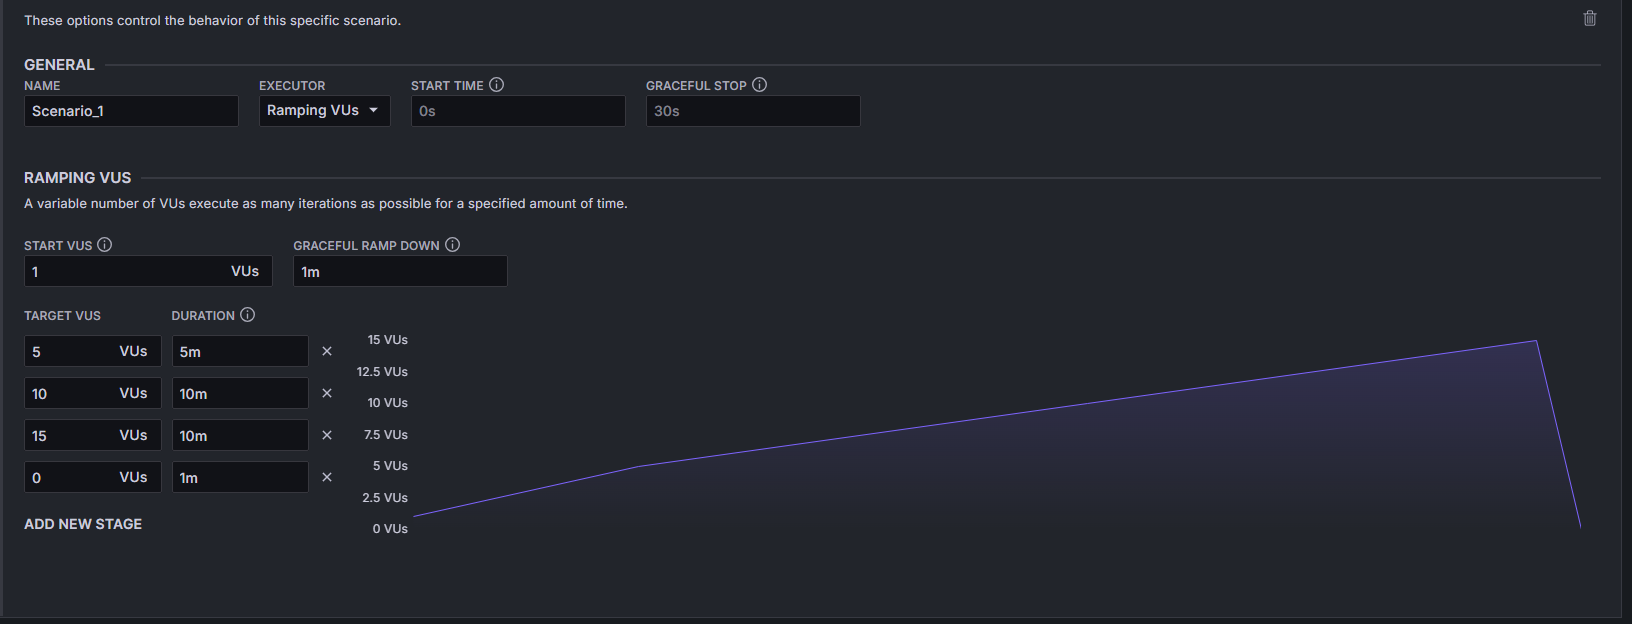 These options control the behavior of this specific scenario.
GENERAL
NAME EXECUTOR START TIME GRACEFUL STOP
Scenario_1 Ramping VUs 0s 30s
RAMPING VUS
A variable number of VUs execute as many iterations as possible for a specified amount of time.
START VUS GRACEFUL RAMP DOWN
1 VUs 1m
TARGET VUS DURATION
5 VUs 5m
10 VUs 10m
15 VUs 10m
0 VUs 1m
ADD NEW STAGE
15 VUs
12.5 VUs
10 VUs
7.5 VUs
5 VUs
2.5 VUs
0 VUs